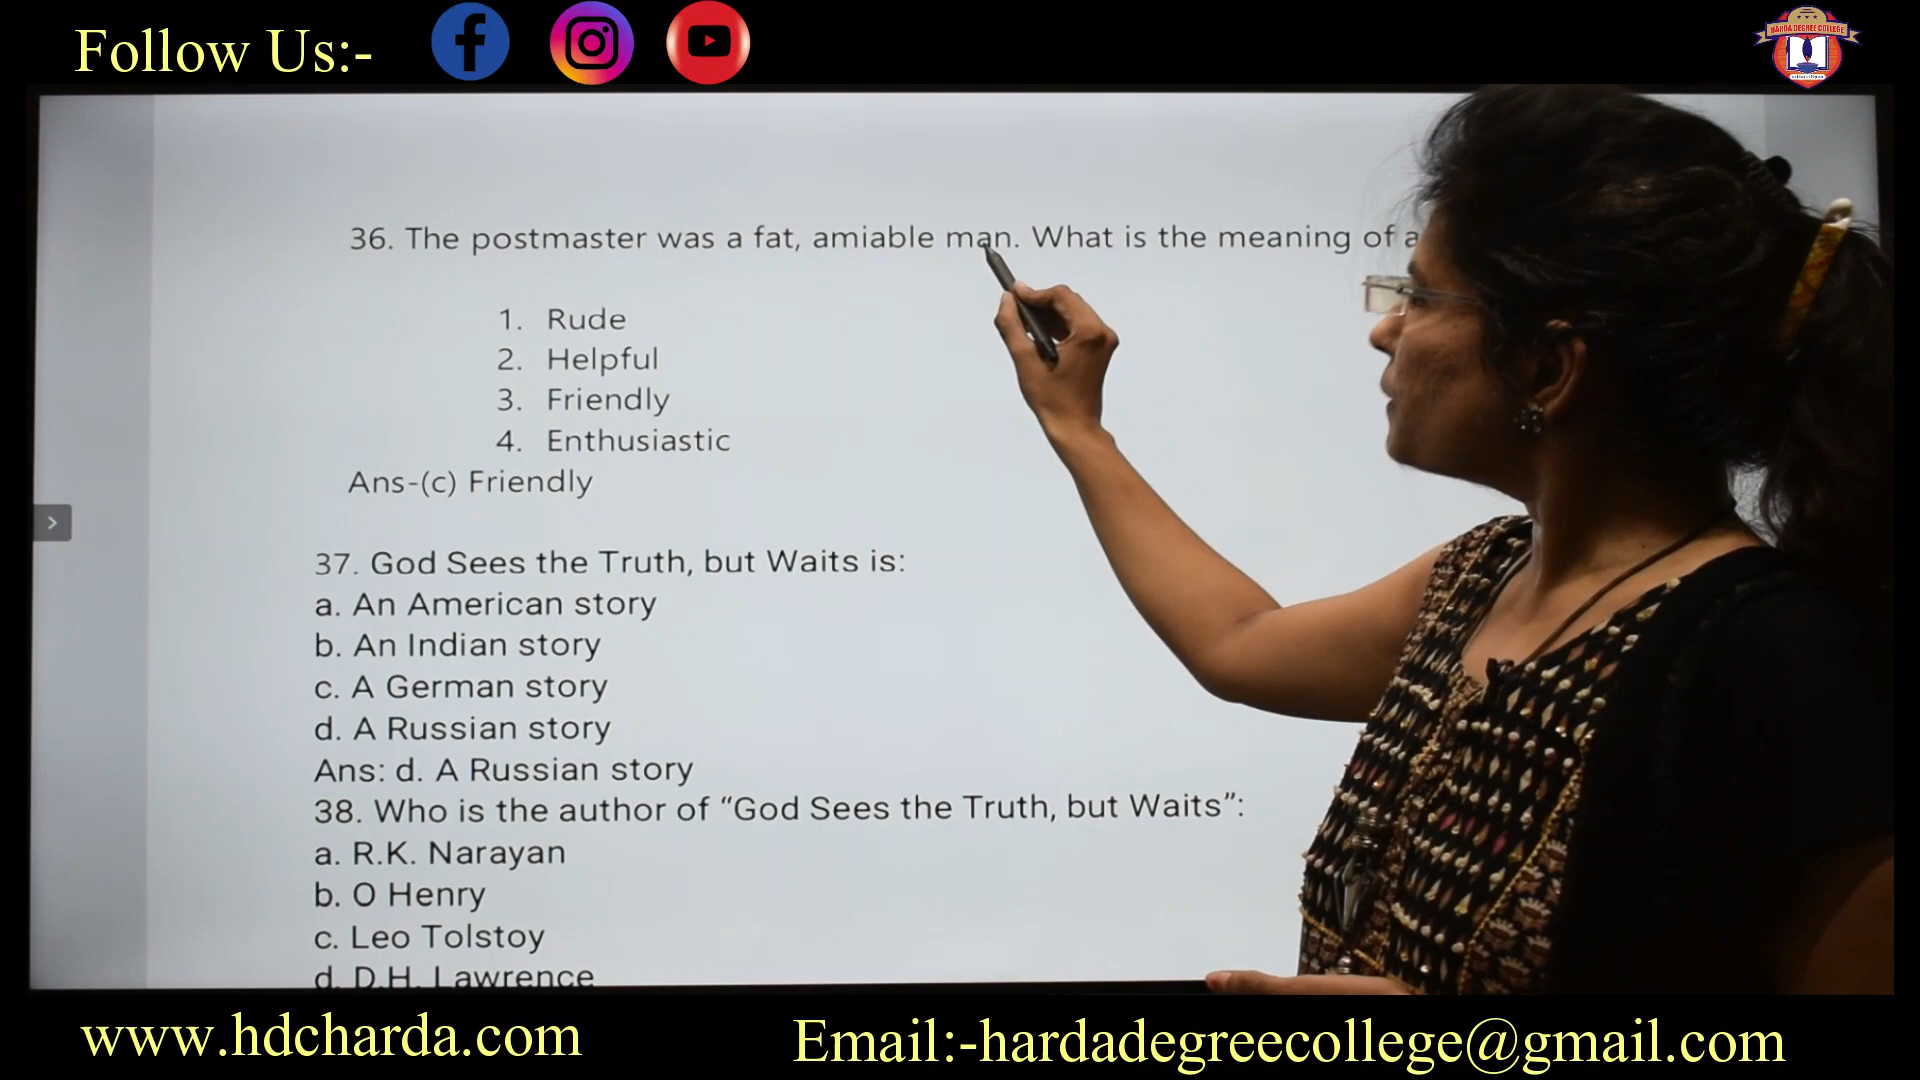 Follow Us:-
HARDA DEGREE COLLEGE
36. The postmaster was a fat, amiable man. What is the meaning of a
1. Rude
2. Helpful
3. Friendly
4. Enthusiastic
Ans-(c) Friendly
37. God Sees the Truth, but Waits is:
a. An American story
b. An Indian story
c. A German story
d. A Russian story
Ans: d. A Russian story
38. Who is the author of “God Sees the Truth, but Waits”:
a. R.K. Narayan
b. O Henry
c. Leo Tolstoy
d. D.H. Lawrence
www.hdcharda.com
Email:-hardadegreecollege@gmail.com